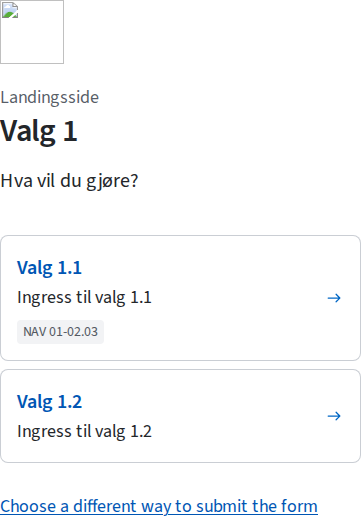 Landingsside
Valg 1
Hva vil du gjøre?
Valg 1.1
Ingress til valg 1.1
NAV 01-02.03
Valg 1.2
Ingress til valg 1.2
Choose a different way to submit the form